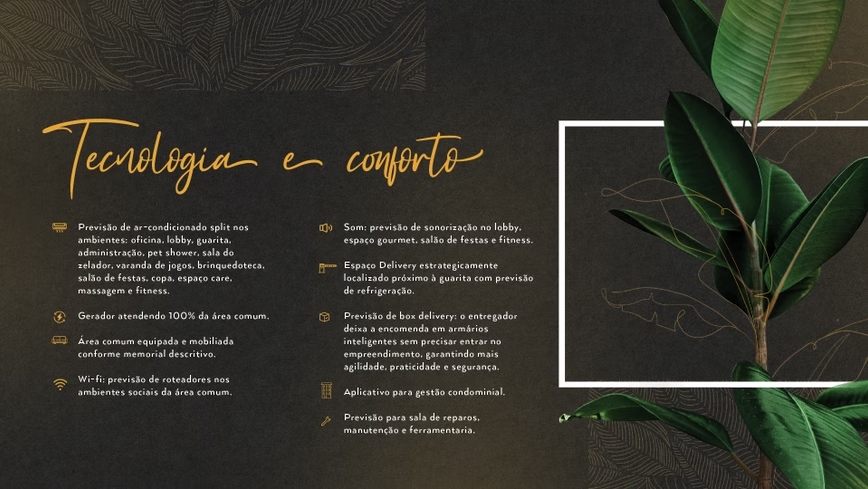 Tecnologia e conforto
Previsão de ar-condicionado split nos
ambientes: oficina, lobby, guarita,
administração, pet shower, sala do
zelador, varanda de jogos, brinquedoteca,
salão de festas, copa, espaço care,
massagem e fitness.
Gerador atendendo 100% da área comum.
Área comum equipada e mobiliada
conforme memorial descritivo.
Wi-fi: previsão de roteadores nos
ambientes sociais da área comum.
Som: previsão de sonorização no lobby,
espaço gourmet, salão de festas e fitness.
Espaço Delivery estrategicamente
localizado próximo à guarita com previsão
de refrigeração.
Previsão de box delivery: o entregador
deixa a encomenda em armários
inteligentes sem precisar entrar no
empreendimento, garantindo mais
agilidade, praticidade e segurança.
Aplicativo para gestão condominial.
Previsão para sala de reparos,
manutenção e ferramentaria.